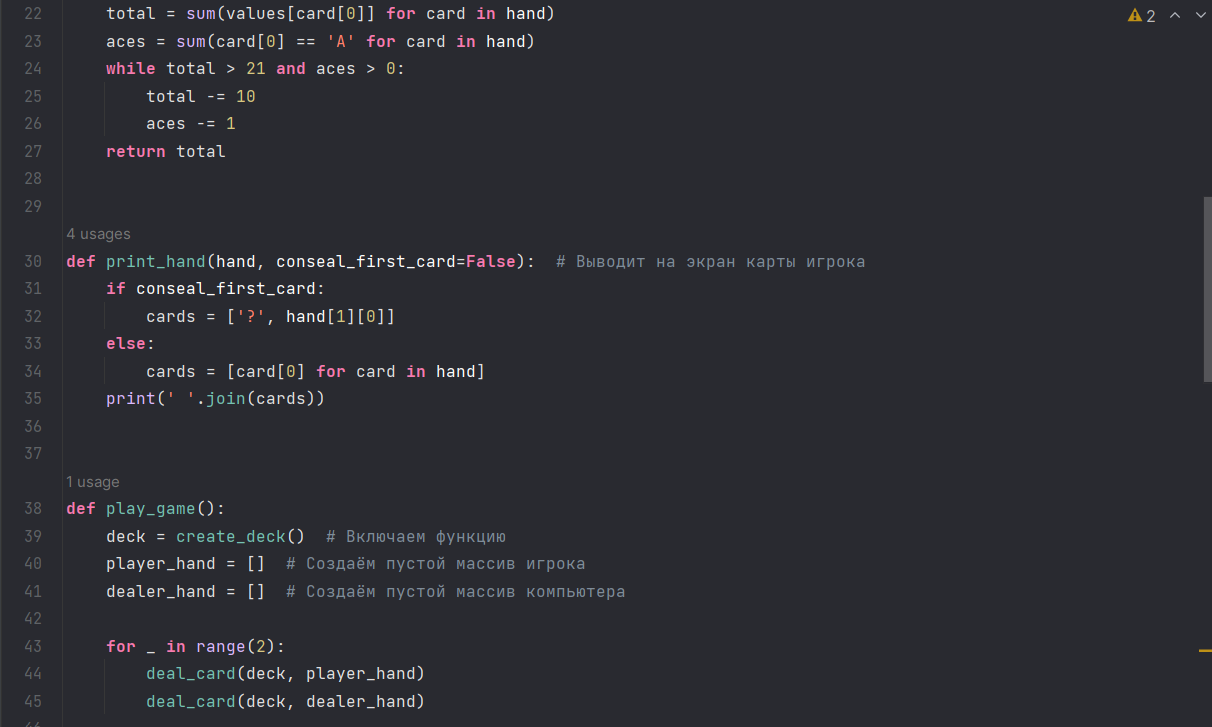 22 total = sum(values[card[0]] for card in hand)
2
23 aces = sum(card[0] == 'A' for card in hand)
24 while total > 21 and aces > 0:
25 total -= 10
26 aces -= 1
27 return total
28
29
4 usages
30 def print_hand(hand, conseal_first_card=False):  # Выводит на экран карты игрока
31 if conseal_first_card:
32 cards = ['?', hand[1][0]]
33 else:
34 cards = [card[0] for card in hand]
35 print(' '.join(cards))
36
37
1 usage
38 def play_game():
39 deck = create_deck()  # Включаем функцию
40 player_hand = []  # Создаём пустой массив игрока
41 dealer_hand = []  # Создаём пустой массив компьютера
42
43 for _ in range(2):
44 deal_card(deck, player_hand)
45 deal_card(deck, dealer_hand)